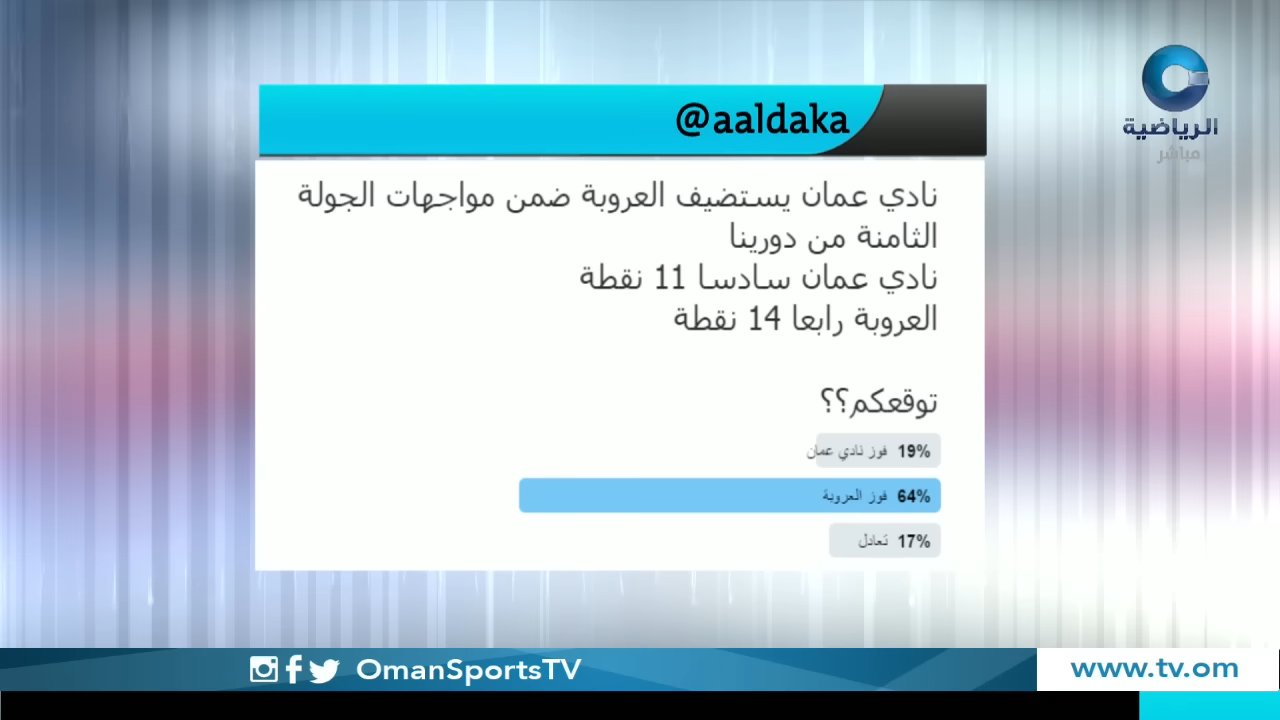 @aaldaka
الرياضية
مباشر
نادي عمان يستضيف العروبة ضمن مواجهات الجولة
الثامنة من دورينا
نادي عمان سادسا 11 نقطة
العروبة رابعا 14 نقطة
توقعكم؟؟
19% فوز نادي عمان
64% فوز العروبة
17% تعادل
OmanSportsTV
www.tv.om